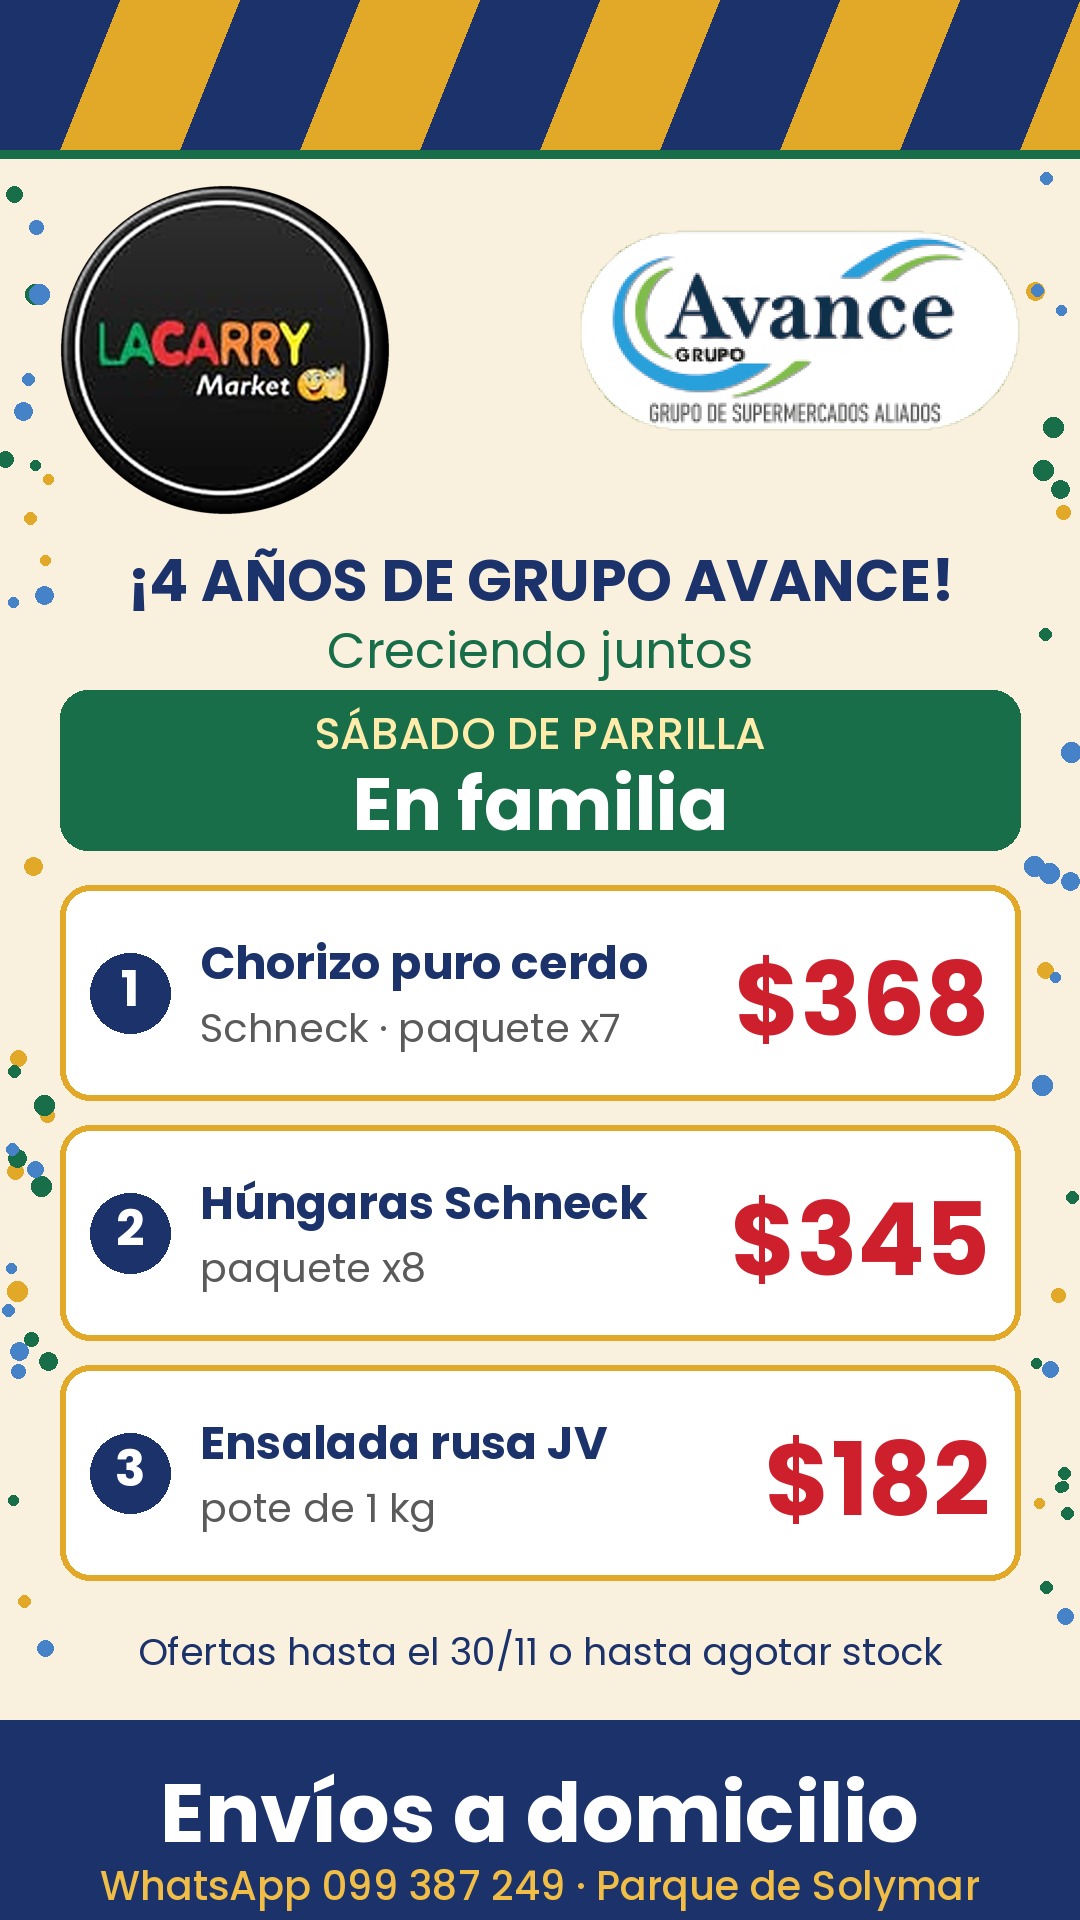 LACARRY
Market
Avance
GRUPO
GRUPO DE SUPERMERCADOS ALIADOS
¡4 AÑOS DE GRUPO AVANCE!
Creciendo juntos
SÁBADO DE PARRILLA
En familia
1
Chorizo puro cerdo
Schneck · paquete x7
$368
2
Húngaras Schneck
paquete x8
$345
3
Ensalada rusa JV
pote de 1 kg
$182
Ofertas hasta el 30/11 o hasta agotar stock
Envíos a domicilio
WhatsApp 099 387 249 · Parque de Solymar